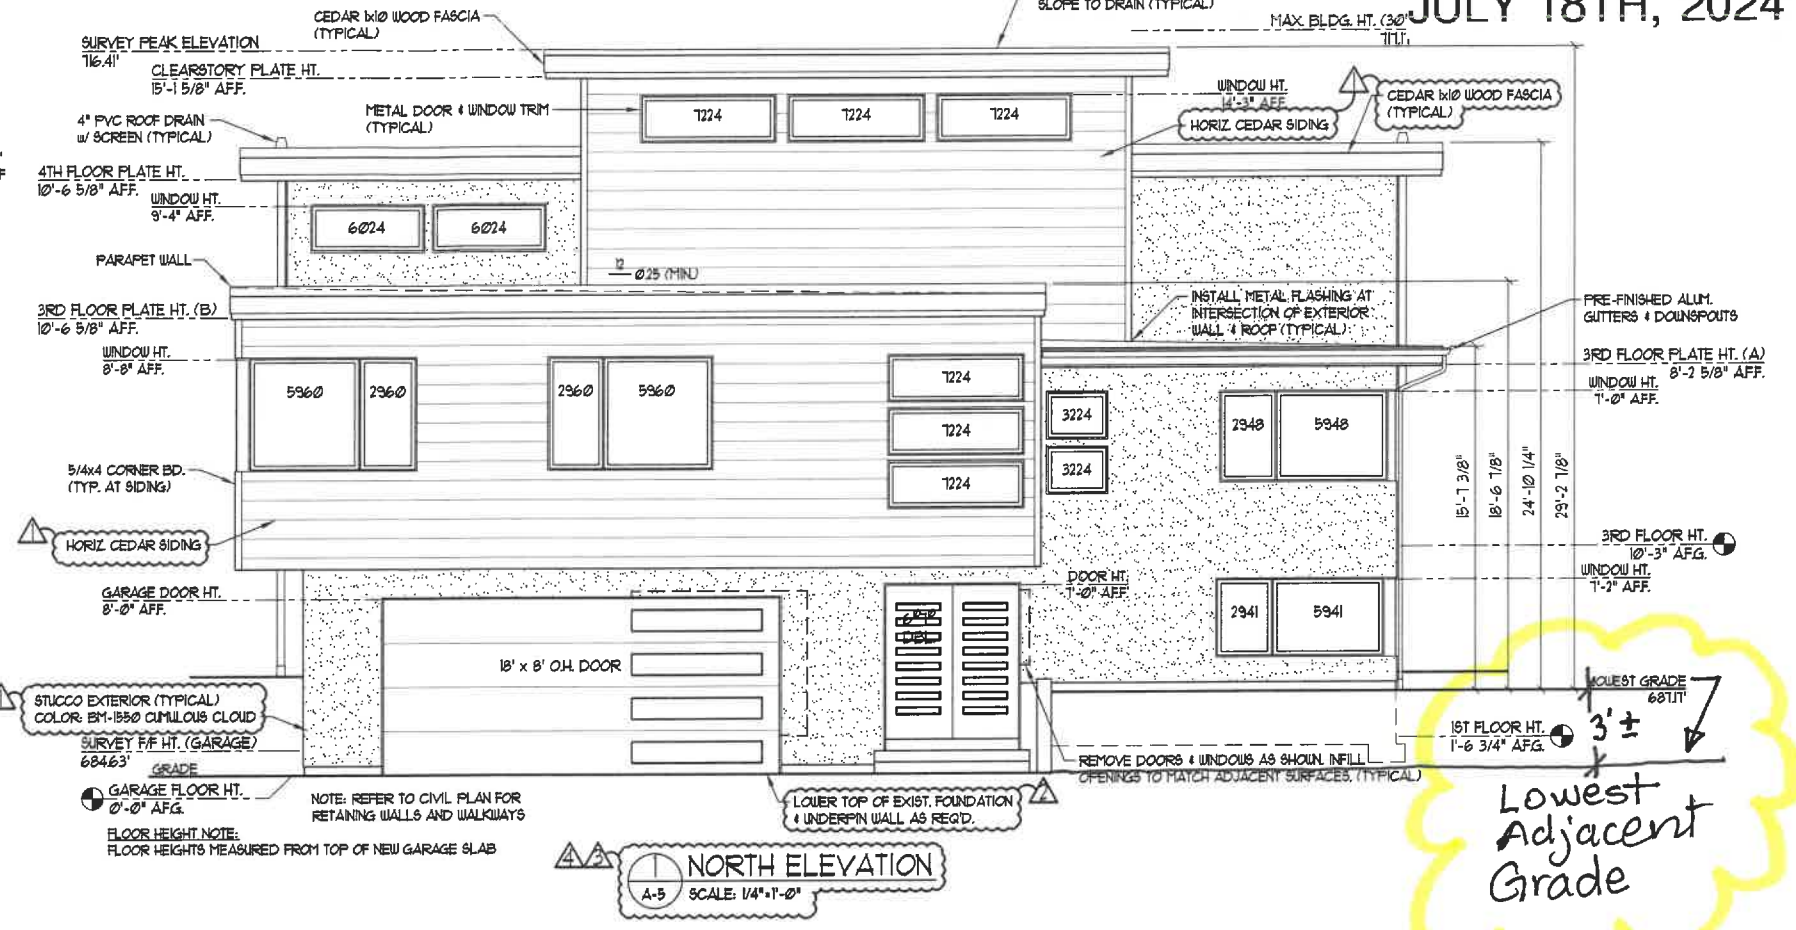 JULY 18TH, 2024
SLOPE TO DRAIN (TYPICAL)
MAX. BLDG. HT. (30'
717.1'
CEDAR 1x10 WOOD FASCIA
(TYPICAL)
SURVEY PEAK ELEVATION
716.41'
CLEARSTORY PLATE HT.
15'-1 5/8" AFF.
METAL DOOR & WINDOW TRIM
(TYPICAL)
7224
7224
7224
WINDOW HT.
14'-3" AFF.
HORIZ. CEDAR SIDING
CEDAR 1x10 WOOD FASCIA
(TYPICAL)
4" PVC ROOF DRAIN
w/ SCREEN (TYPICAL)
4TH FLOOR PLATE HT.
10'-6 5/8" AFF.
WINDOW HT.
9'-4" AFF.
6024
6024
PARAPET WALL
12
0.25 (MIN.)
3RD FLOOR PLATE HT. (B)
10'-6 5/8" AFF.
WINDOW HT.
8'-8" AFF.
INSTALL METAL FLASHING AT
INTERSECTION OF EXTERIOR
WALL & ROOF (TYPICAL)
PRE-FINISHED ALUM.
GUTTERS & DOWNSPOUTS
3RD FLOOR PLATE HT. (A)
8'-2 5/8" AFF.
WINDOW HT.
7'-0" AFF.
5960
2960
2960
5960
7224
7224
7224
3224
3224
2948
5948
15'-7 3/8"
18'-6 7/8"
24'-10 1/4"
29'-2 7/8"
5/4x4 CORNER BD.
(TYP. AT SIDING)
1
HORIZ. CEDAR SIDING
3RD FLOOR HT.
10'-3" AFG.
WINDOW HT.
7'-2" AFF.
GARAGE DOOR HT.
8'-0" AFF.
DOOR HT.
7'-0" AFF.
2941
5941
DBL
18' x 8' O.H. DOOR
STUCCO EXTERIOR (TYPICAL)
COLOR: BM-1550 CUMULOUS CLOUD
SURVEY F/F HT. (GARAGE)
684.63'
GRADE
GARAGE FLOOR HT.
0'-0" AFG.
LOWEST GRADE
687.17'
1ST FLOOR HT.
1'-6 3/4" AFG.
3' ±
REMOVE DOORS & WINDOWS AS SHOWN. INFILL
OPENINGS TO MATCH ADJACENT SURFACES. (TYPICAL)
NOTE: REFER TO CIVIL PLAN FOR
RETAINING WALLS AND WALKWAYS
LOWER TOP OF EXIST. FOUNDATION
& UNDERPIN WALL AS REQ'D.
2
FLOOR HEIGHT NOTE:
FLOOR HEIGHTS MEASURED FROM TOP OF NEW GARAGE SLAB
4 3
1
A-5
NORTH ELEVATION
SCALE: 1/4"=1'-0"
Lowest
Adjacent
Grade